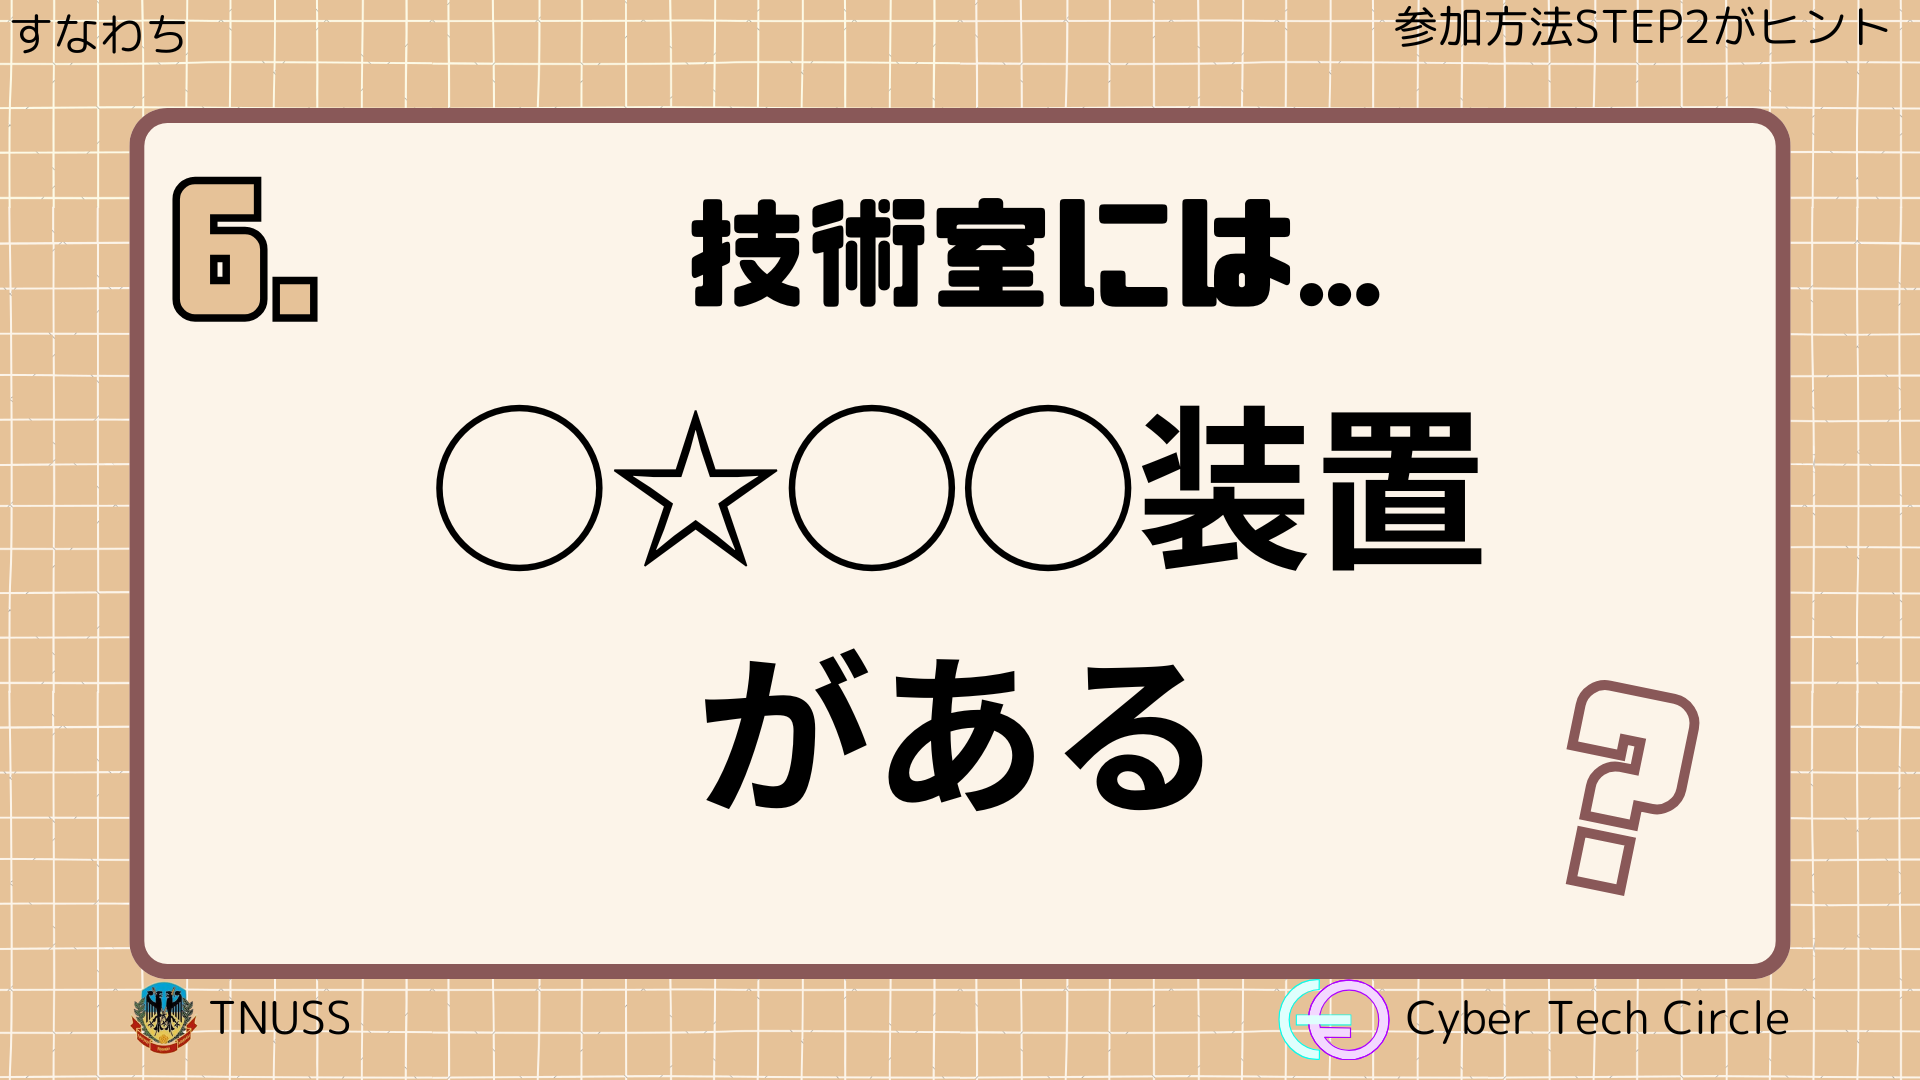 すなわち
参加方法STEP2がヒント
6.
技術室には...
○☆○○装置
がある
?
TNUSS
Cyber Tech Circle